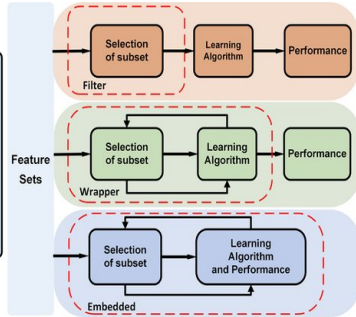 Selection
of subset
Learning
Algorithm
Performance
Filter
Feature
Sets
Selection
of subset
Learning
Algorithm
Performance
Wrapper
Selection
of subset
Learning
Algorithm
and Performance
Embedded